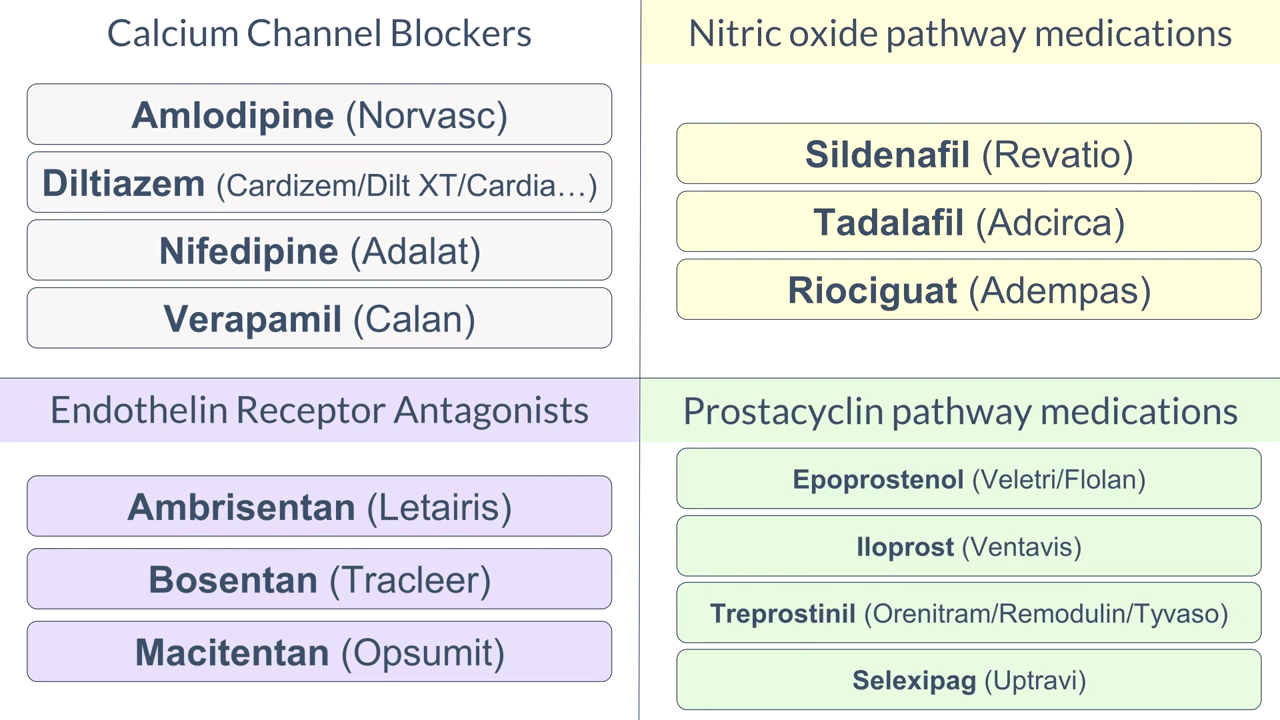 Calcium Channel Blockers
Amlodipine (Norvasc)
Diltiazem (Cardizem/Dilt XT/Cardia…)
Nifedipine (Adalat)
Verapamil (Calan)
Nitric oxide pathway medications
Sildenafil (Revatio)
Tadalafil (Adcirca)
Riociguat (Adempas)
Endothelin Receptor Antagonists
Ambrisentan (Letairis)
Bosentan (Tracleer)
Macitentan (Opsumit)
Prostacyclin pathway medications
Epoprostenol (Veletri/Flolan)
Iloprost (Ventavis)
Treprostinil (Orenitram/Remodulin/Tyvaso)
Selexipag (Uptravi)